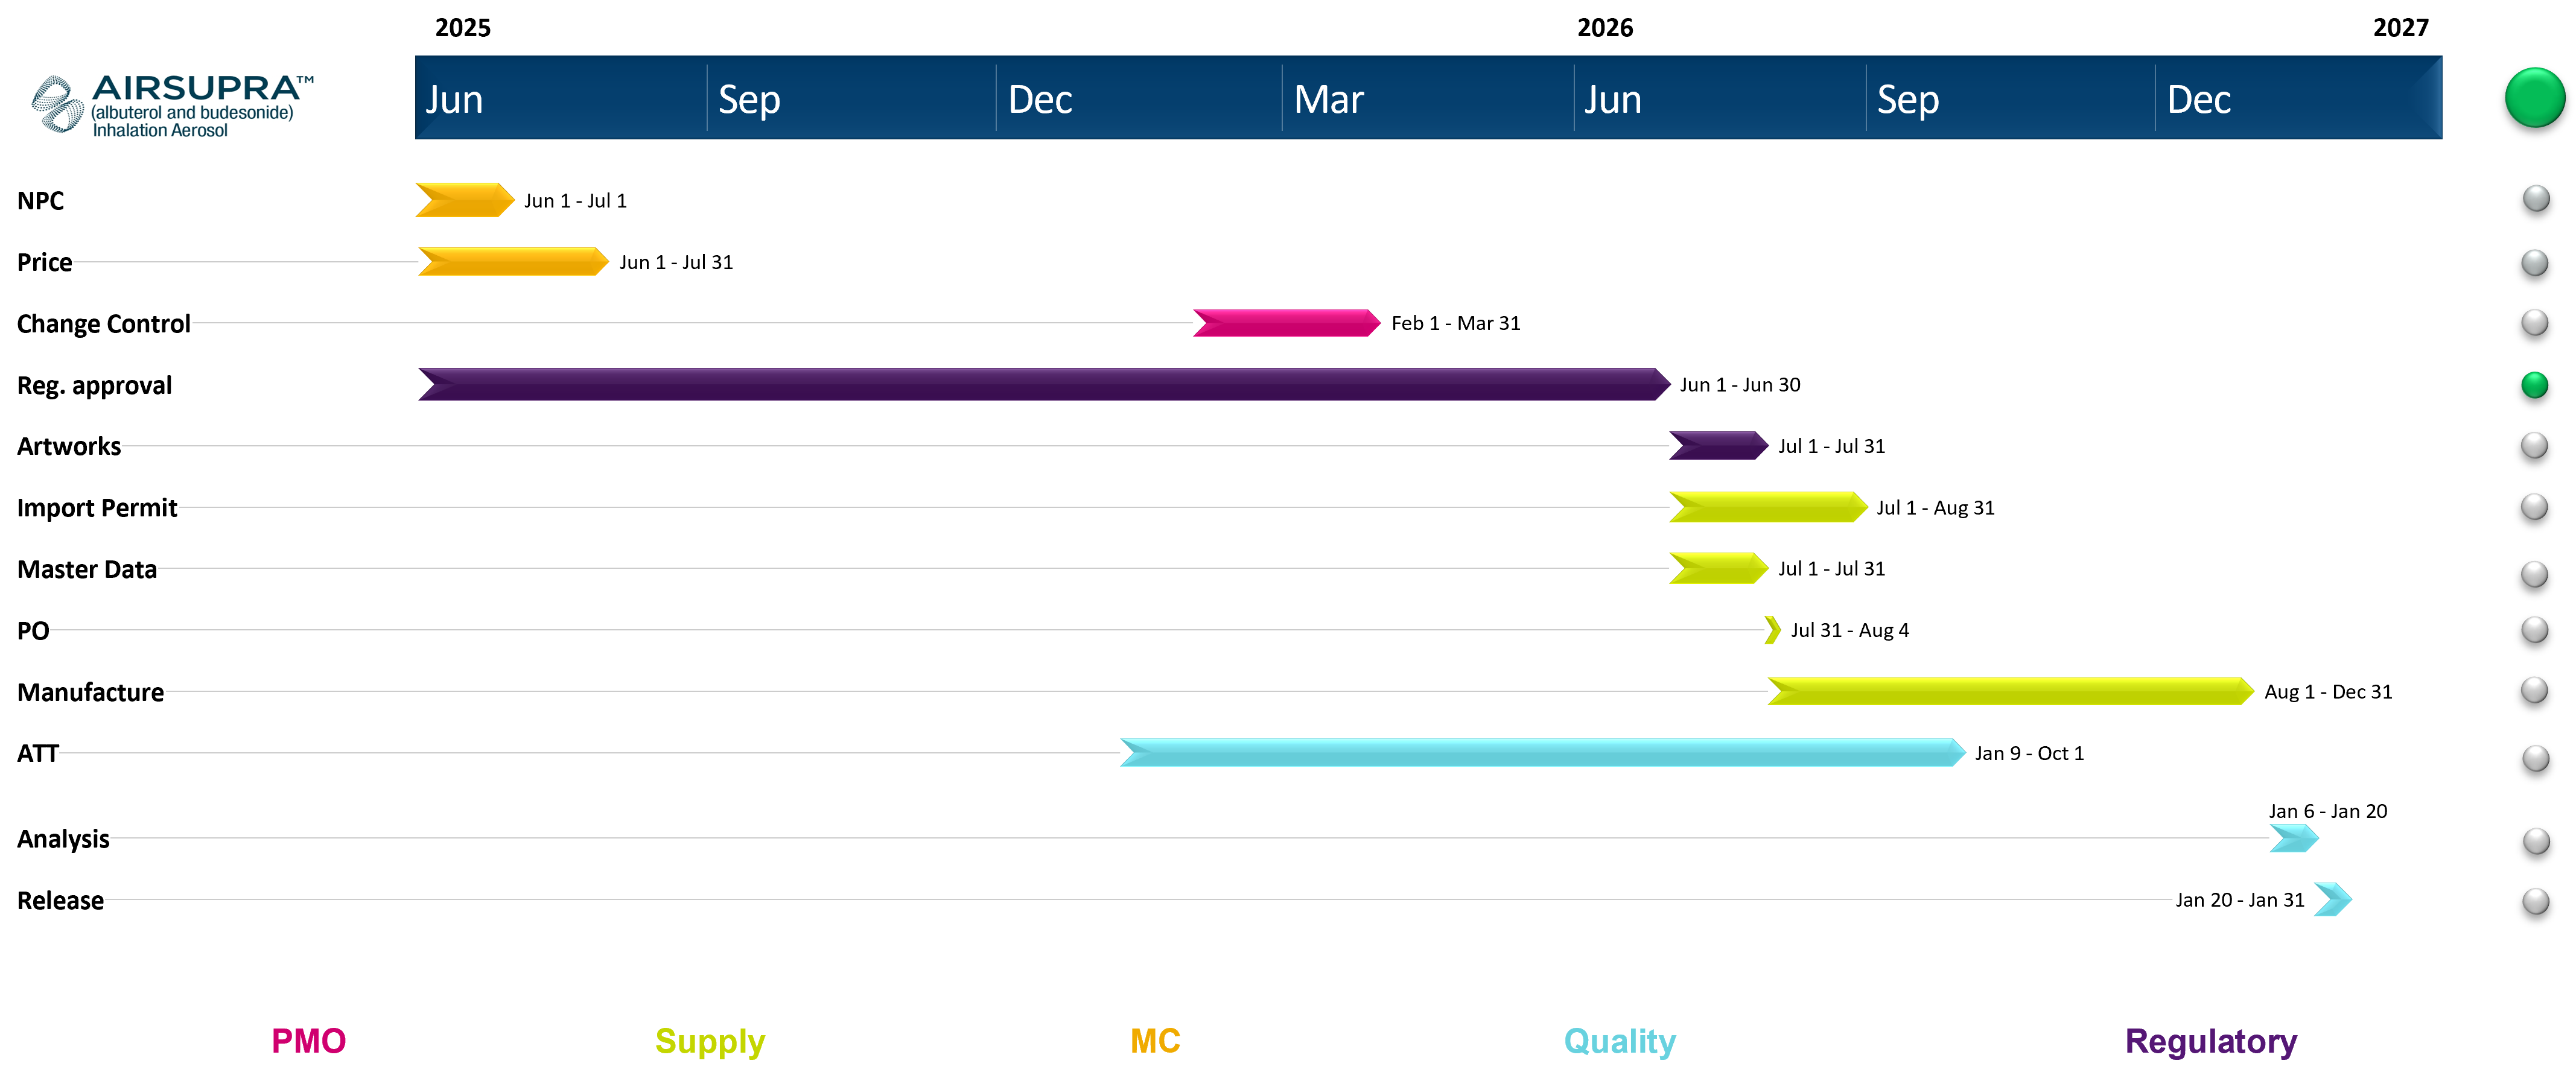 2025 2026 2027
AIRSUPRA™
(albuterol and budesonide)
Inhalation Aerosol
Jun Sep Dec Mar Jun Sep Dec
NPC Jun 1 - Jul 1
Price Jun 1 - Jul 31
Change Control Feb 1 - Mar 31
Reg. approval Jun 1 - Jun 30
Artworks Jul 1 - Jul 31
Import Permit Jul 1 - Aug 31
Master Data Jul 1 - Jul 31
PO Jul 31 - Aug 4
Manufacture Aug 1 - Dec 31
ATT Jan 9 - Oct 1
Analysis Jan 6 - Jan 20
Release Jan 20 - Jan 31
PMO Supply MC Quality Regulatory